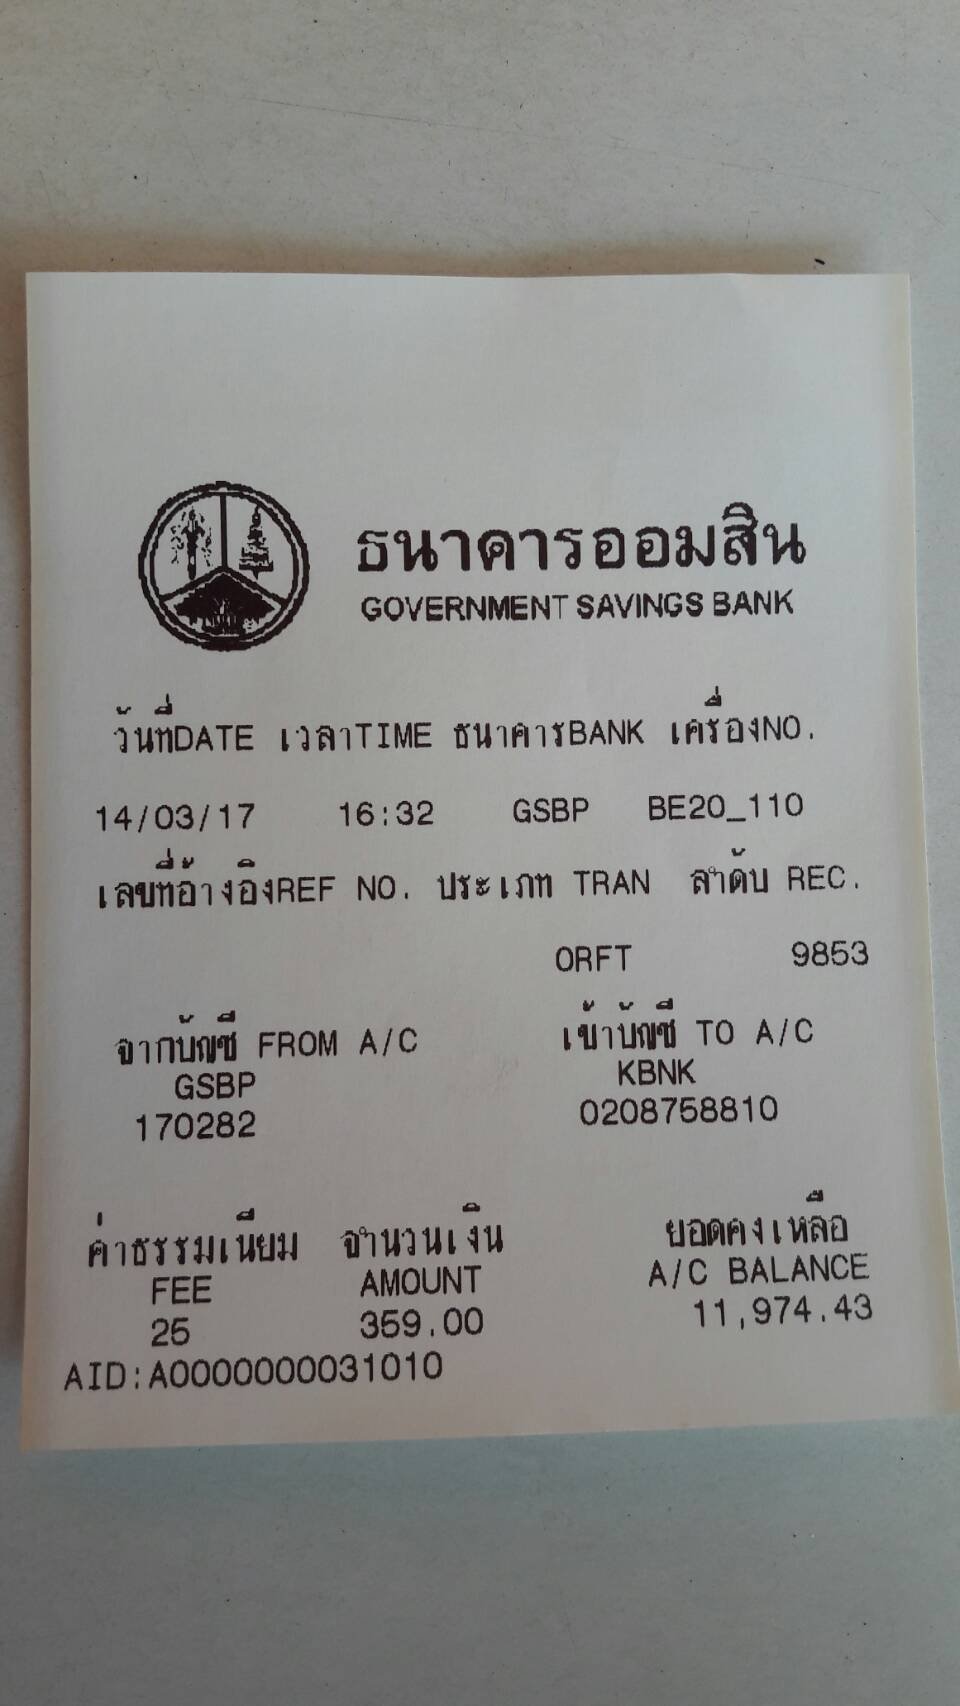 ธนาคารออมสิน
GOVERNMENT SAVINGS BANK
วันที่DATE เวลาTIME ธนาคารBANK เครื่องNO.
14/03/17 16:32 GSBP BE20_110
เลขที่อ้างอิงREF NO. ประเภท TRAN ลำดับ REC.
ORFT 9853
จากบัญชี FROM A/C เข้าบัญชี TO A/C
GSBP KBNK
170282 0208758810
ค่าธรรมเนียม จำนวนเงิน ยอดคงเหลือ
FEE AMOUNT A/C BALANCE
25 359.00 11,974.43
AID:A0000000031010